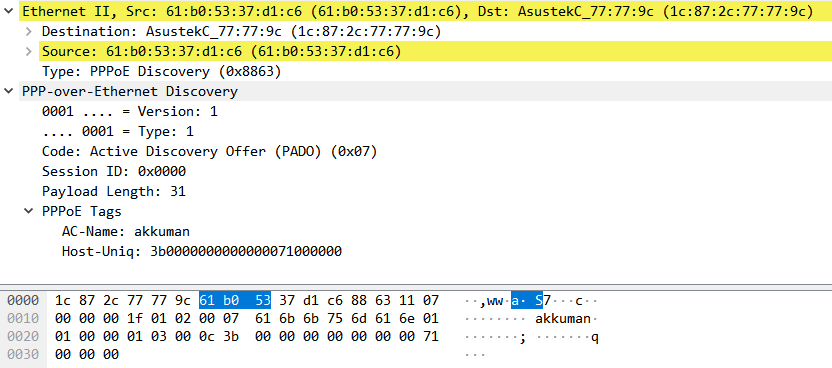 Ethernet II, Src: 61:b0:53:37:d1:c6 (61:b0:53:37:d1:c6), Dst: AsustekC_77:77:9c (1c:87:2c:77:77:9c)
Destination: AsustekC_77:77:9c (1c:87:2c:77:77:9c)
Source: 61:b0:53:37:d1:c6 (61:b0:53:37:d1:c6)
Type: PPPoE Discovery (0x8863)
PPP-over-Ethernet Discovery
0001 .... = Version: 1
.... 0001 = Type: 1
Code: Active Discovery Offer (PADO) (0x07)
Session ID: 0x0000
Payload Length: 31
PPPoE Tags
AC-Name: akkuman
Host-Uniq: 3b0000000000000071000000
0000 1c 87 2c 77 77 9c 61 b0 53 37 d1 c6 88 63 11 07 ··,ww·a·S7···c··
0010 00 00 00 1f 01 02 00 07 61 6b 6b 75 6d 61 6e 01 ········akkuman·
0020 01 00 00 01 03 00 0c 3b 00 00 00 00 00 00 00 71 ·······;·······q
0030 00 00 00 ···